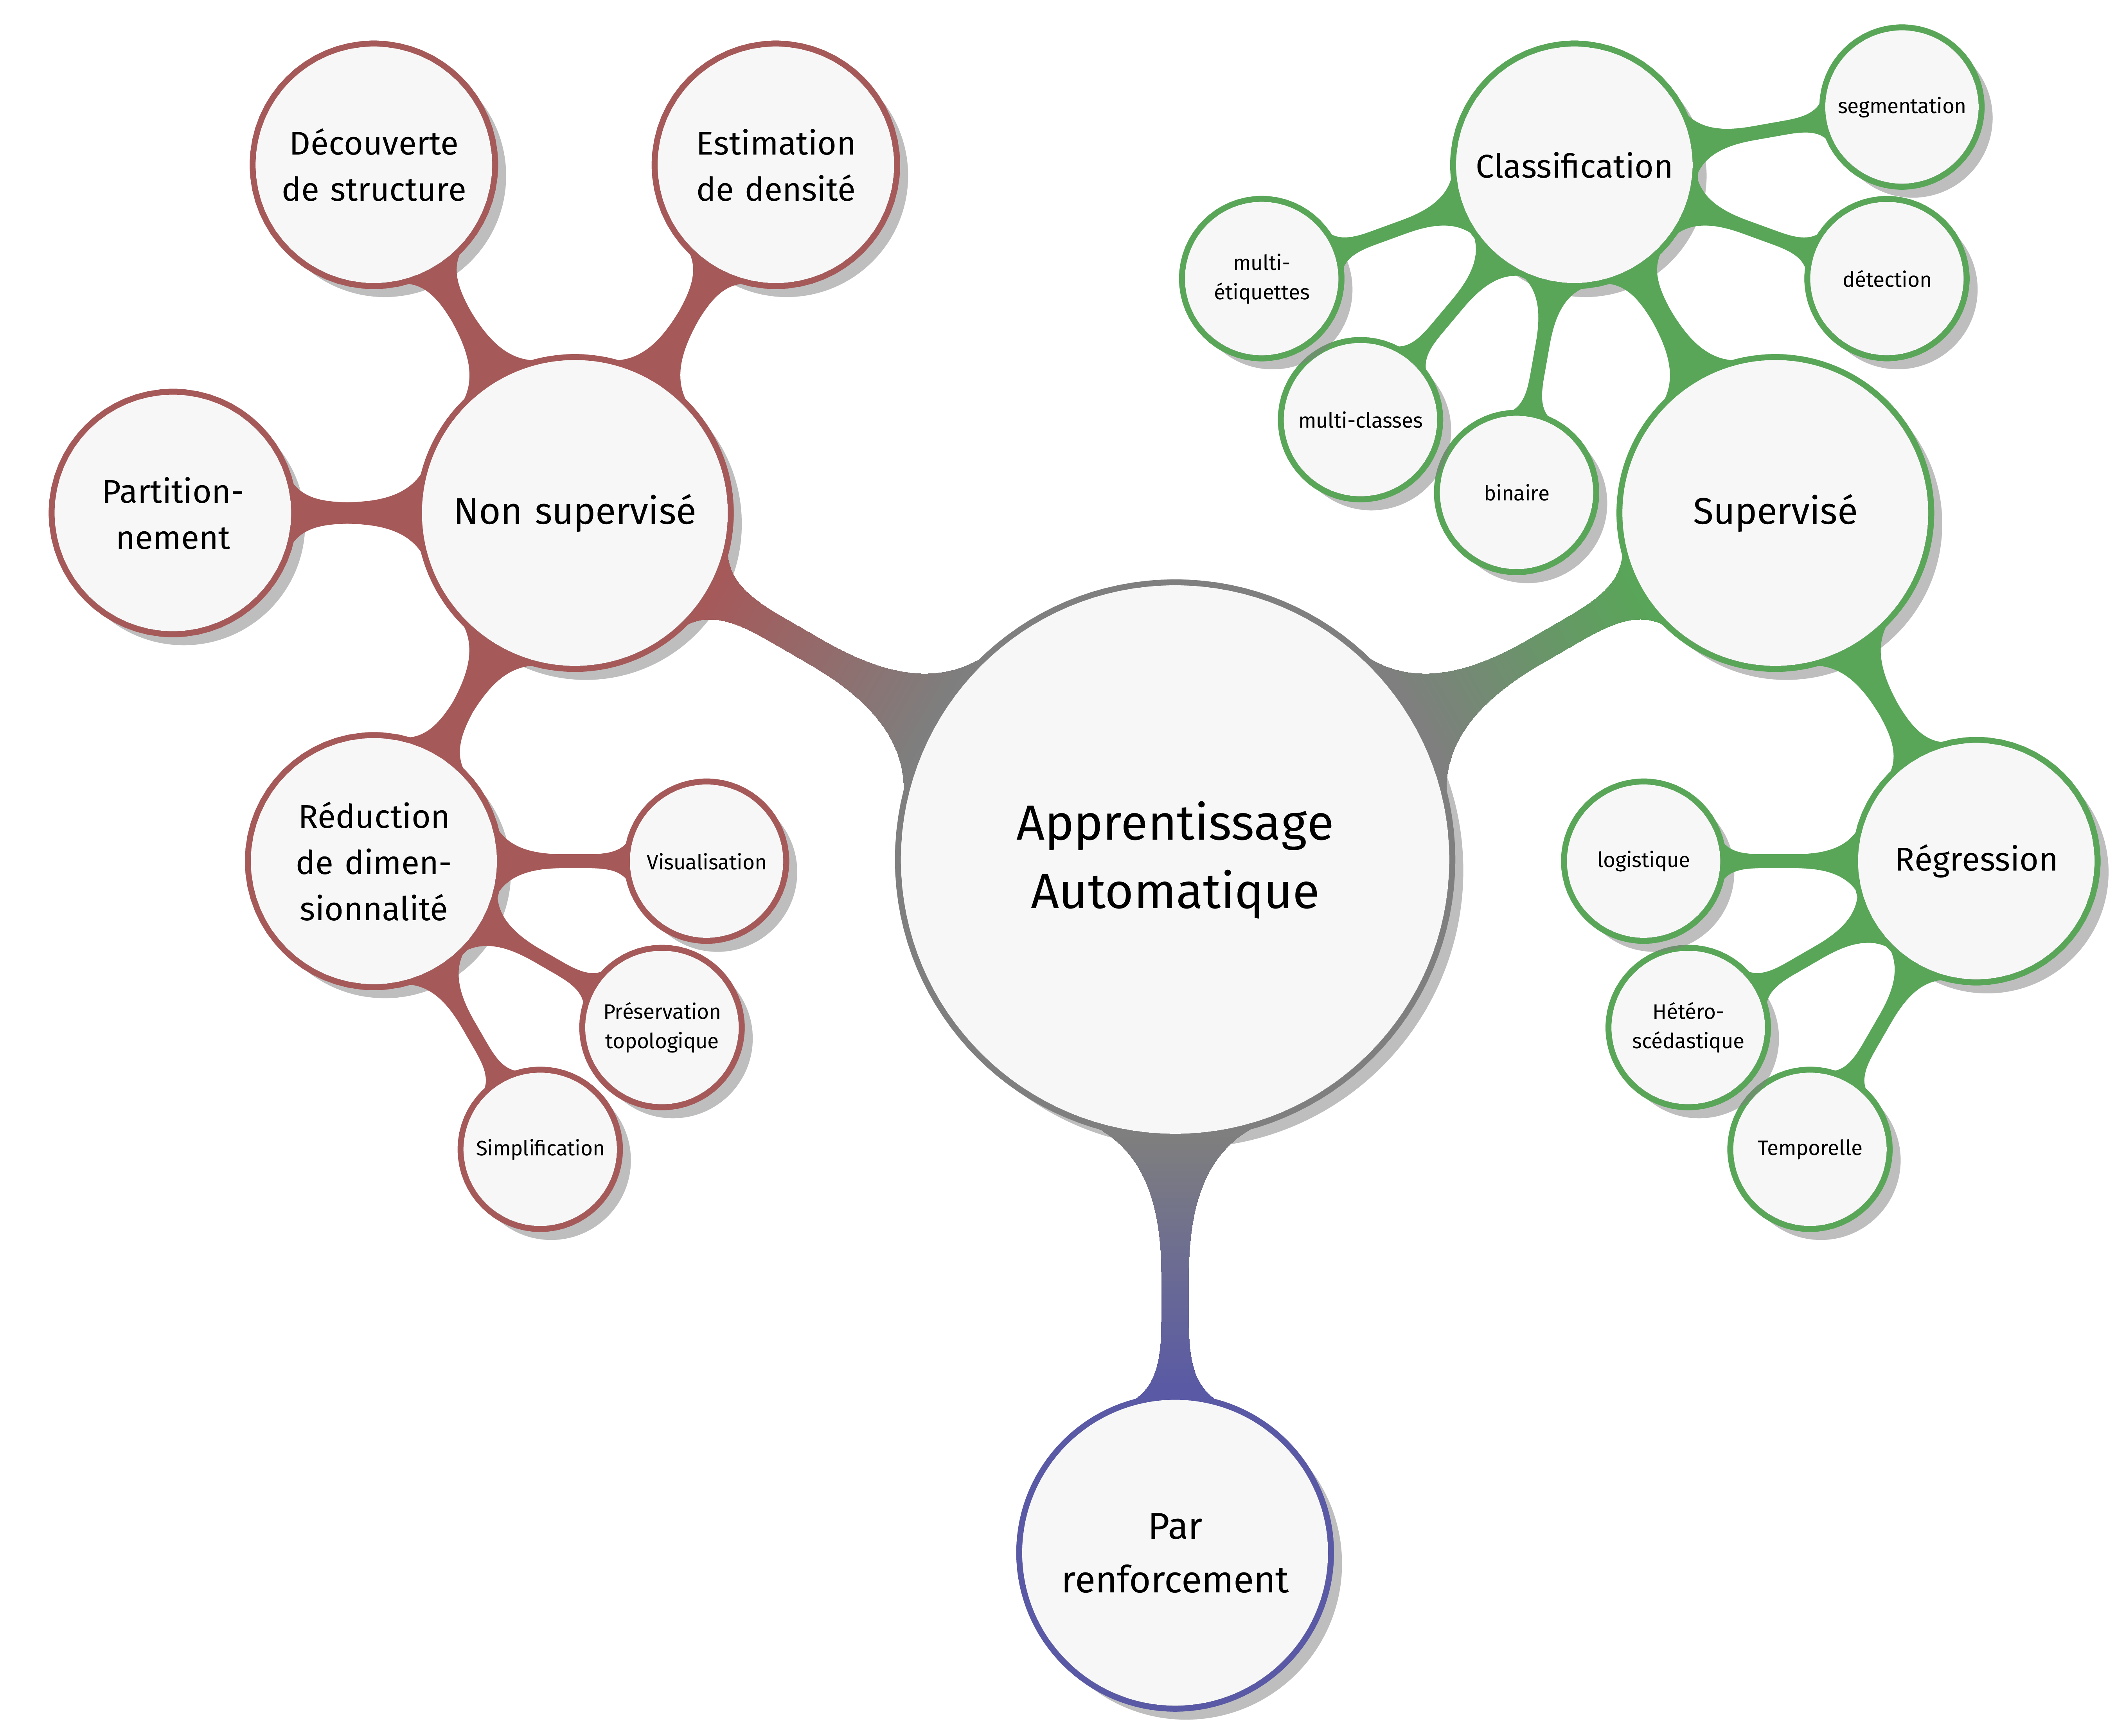 Découverte
de structure
Estimation
de densité
Partition-
nement
Non supervisé
Réduction
de dimen-
sionnalité
Visualisation
Préservation
topologique
Simplification
Apprentissage
Automatique
Classification
segmentation
détection
multi-
étiquettes
multi-classes
binaire
Supervisé
Régression
logistique
Hétéro-
scédastique
Temporelle
Par
renforcement